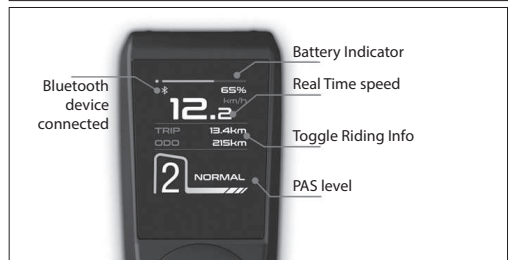 Battery Indicator
Bluetooth
device
connected
65%
km/h
Real Time speed
12.2
TRIP 13.4km
ODO 215km
Toggle Riding Info
2 NORMAL
PAS level